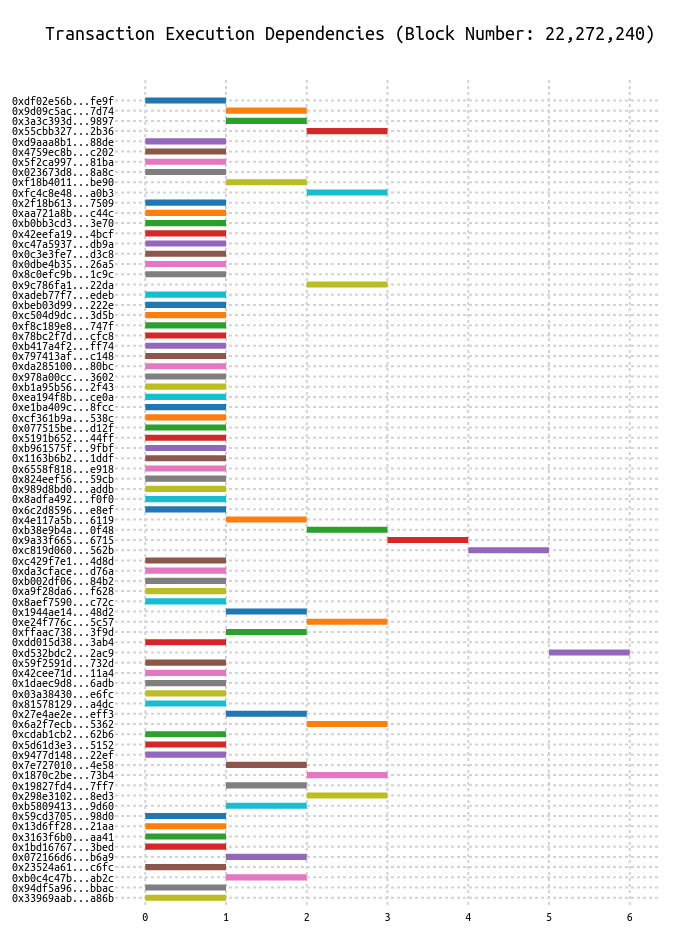 Transaction Execution Dependencies (Block Number: 22,272,240)
0xdf02e56b...fe9f
0x9d09c5ac...7d74
0x3a3c393d...9897
0x55cbb327...2b36
0xd9aaa8b1...88de
0x4759ec8b...c202
0x5f2ca997...81ba
0x023673d8...8a8c
0xf18b4011...be90
0xfc4c8e48...a0b3
0x2f18b613...7509
0xaa721a8b...c44c
0xb0bb3cd3...3e70
0x42eefa19...4bcf
0xc47a5937...db9a
0x0c3e3fe7...d3c8
0x0dbe4b35...26a5
0x8c0efc9b...1c9c
0x9c786fa1...22da
0xadeb77f7...edeb
0xbeb03d99...222e
0xc504d9dc...3d5b
0xf8c189e8...747f
0x78bc2f7d...cfc8
0xb417a4f2...ff74
0x797413af...c148
0xda285100...80bc
0x978a00cc...3602
0xb1a95b56...2f43
0xea194f8b...ce0a
0xe1ba409c...8fcc
0xcf361b9a...538c
0x077515be...d12f
0x5191b652...44ff
0xb961575f...9fbf
0x1163b6b2...1ddf
0x6558f818...e918
0x824eef56...59cb
0x989d8bd0...addb
0x8adfa492...f0f0
0x6c2d8596...e8ef
0x4e117a5b...6119
0xb38e9b4a...0f48
0x9a33f665...6715
0xc819d060...562b
0xc429f7e1...4d8d
0xda3cface...d76a
0xb002df06...84b2
0xa9f28da6...f628
0x8aef7590...c72c
0x1944ae14...48d2
0xe24f776c...5c57
0xffaac738...3f9d
0xdd015d38...3ab4
0xd532bdc2...2ac9
0x59f2591d...732d
0x42cee71d...11a4
0x1daec9d8...6adb
0x03a38430...e6fc
0x81578129...a4dc
0x27e4ae2e...eff3
0x6a2f7ecb...5362
0xcdab1cb2...62b6
0x5d61d3e3...5152
0x9477d148...22ef
0x7e727010...4e58
0x1870c2be...73b4
0x19827fd4...7ff7
0x298e3102...8ed3
0xb5809413...9d60
0x59cd3705...98d0
0x13d6ff28...21aa
0x3163f6b0...aa41
0x1bd16767...3bed
0x072166d6...b6a9
0x23524a61...c6fc
0xb0c4c47b...ab2c
0x94df5a96...bbac
0x33969aab...a86b
0 1 2 3 4 5 6